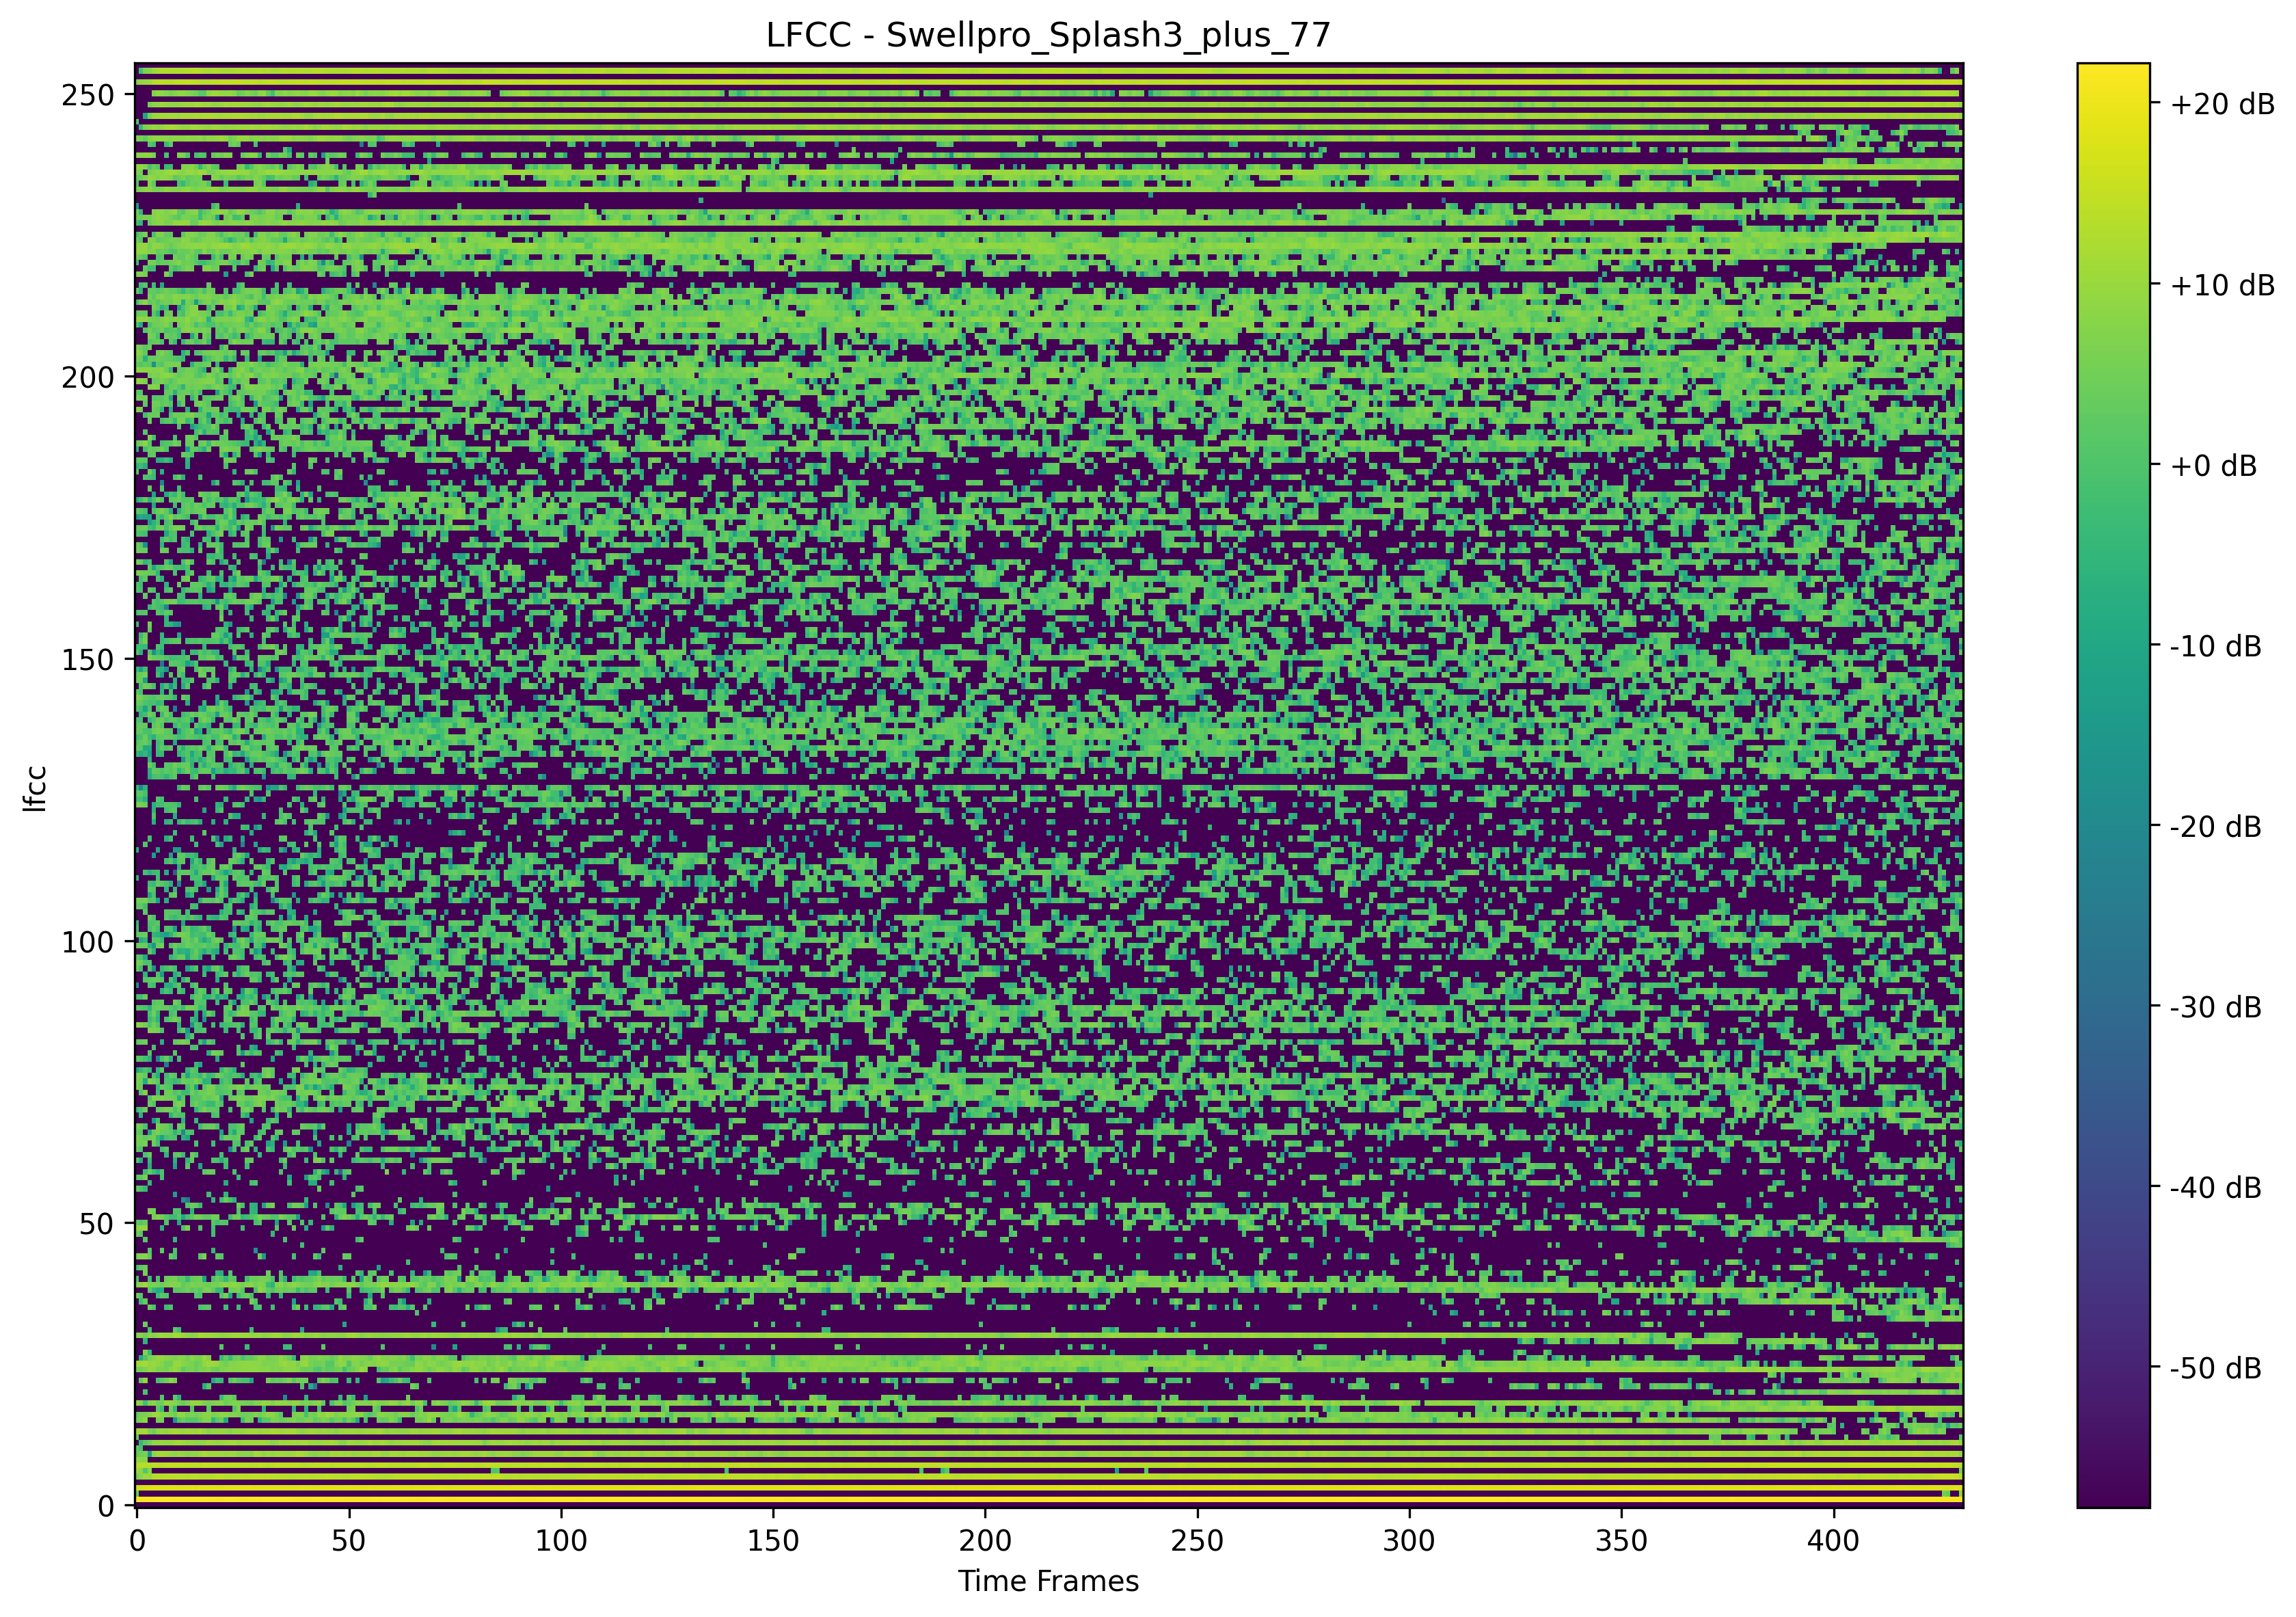 LFCC - Swellpro_Splash3_plus_77
lfcc
250
200
150
100
50
0
0 50 100 150 200 250 300 350 400
Time Frames
+20 dB
+10 dB
+0 dB
-10 dB
-20 dB
-30 dB
-40 dB
-50 dB